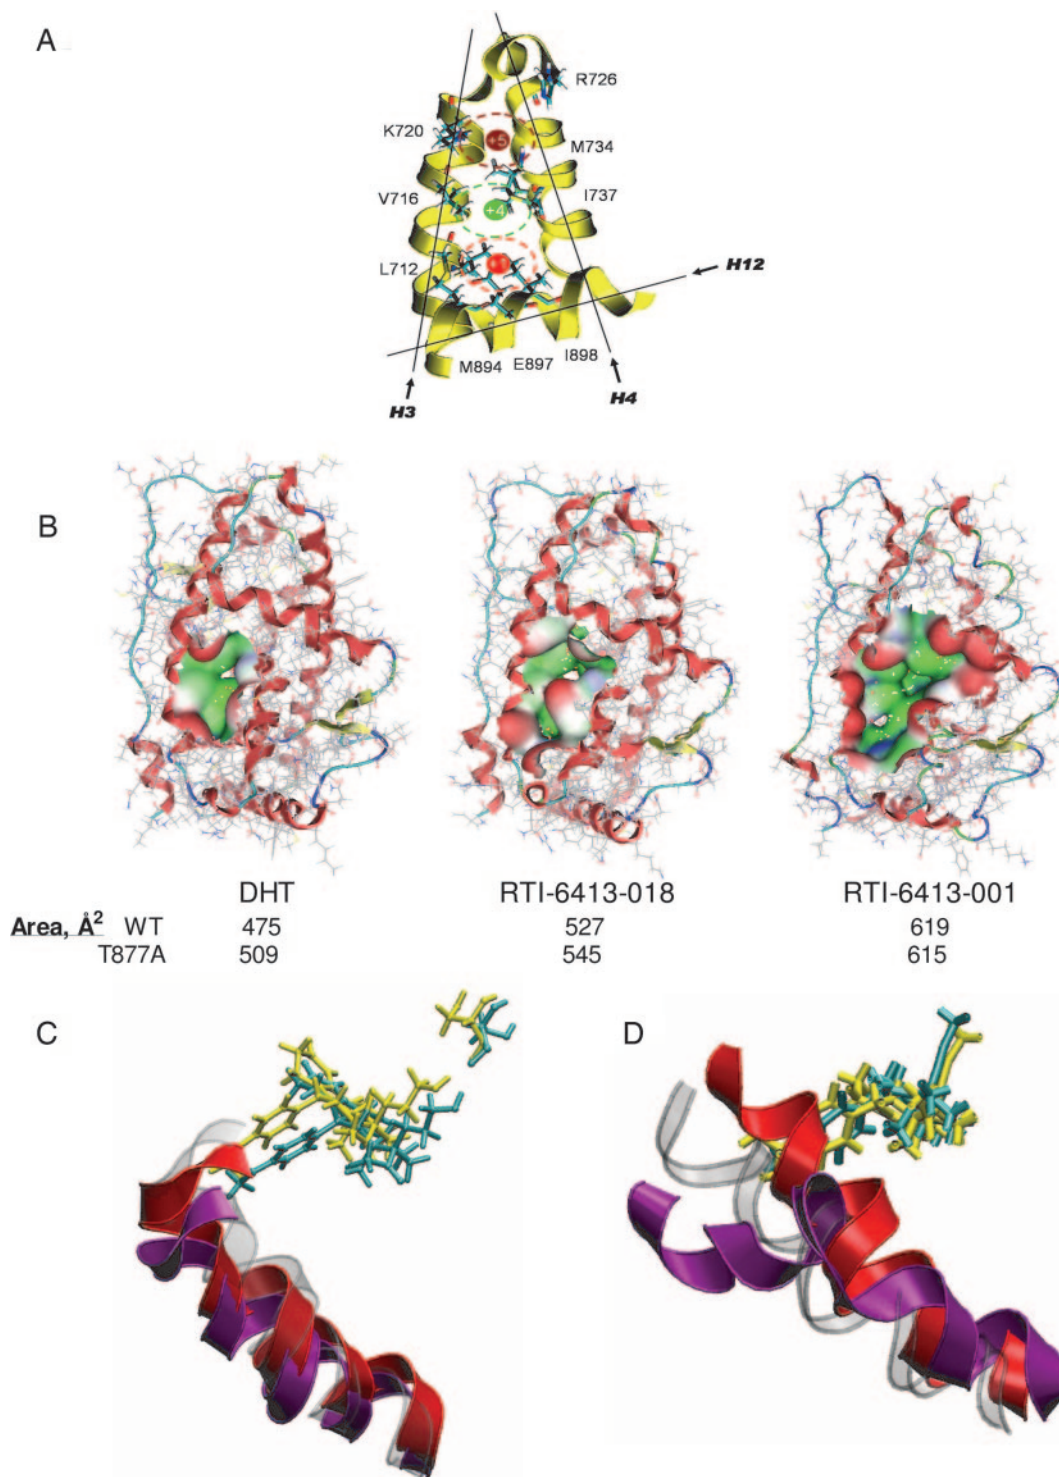 A
R726
K720
+5
M734
V716
I737
+4
L712
H12
I898
E897
M894
H4
H3
B
DHT RTI-6413-018 RTI-6413-001
Area, Å² WT 475 527 619
T877A 509 545 615
C
D